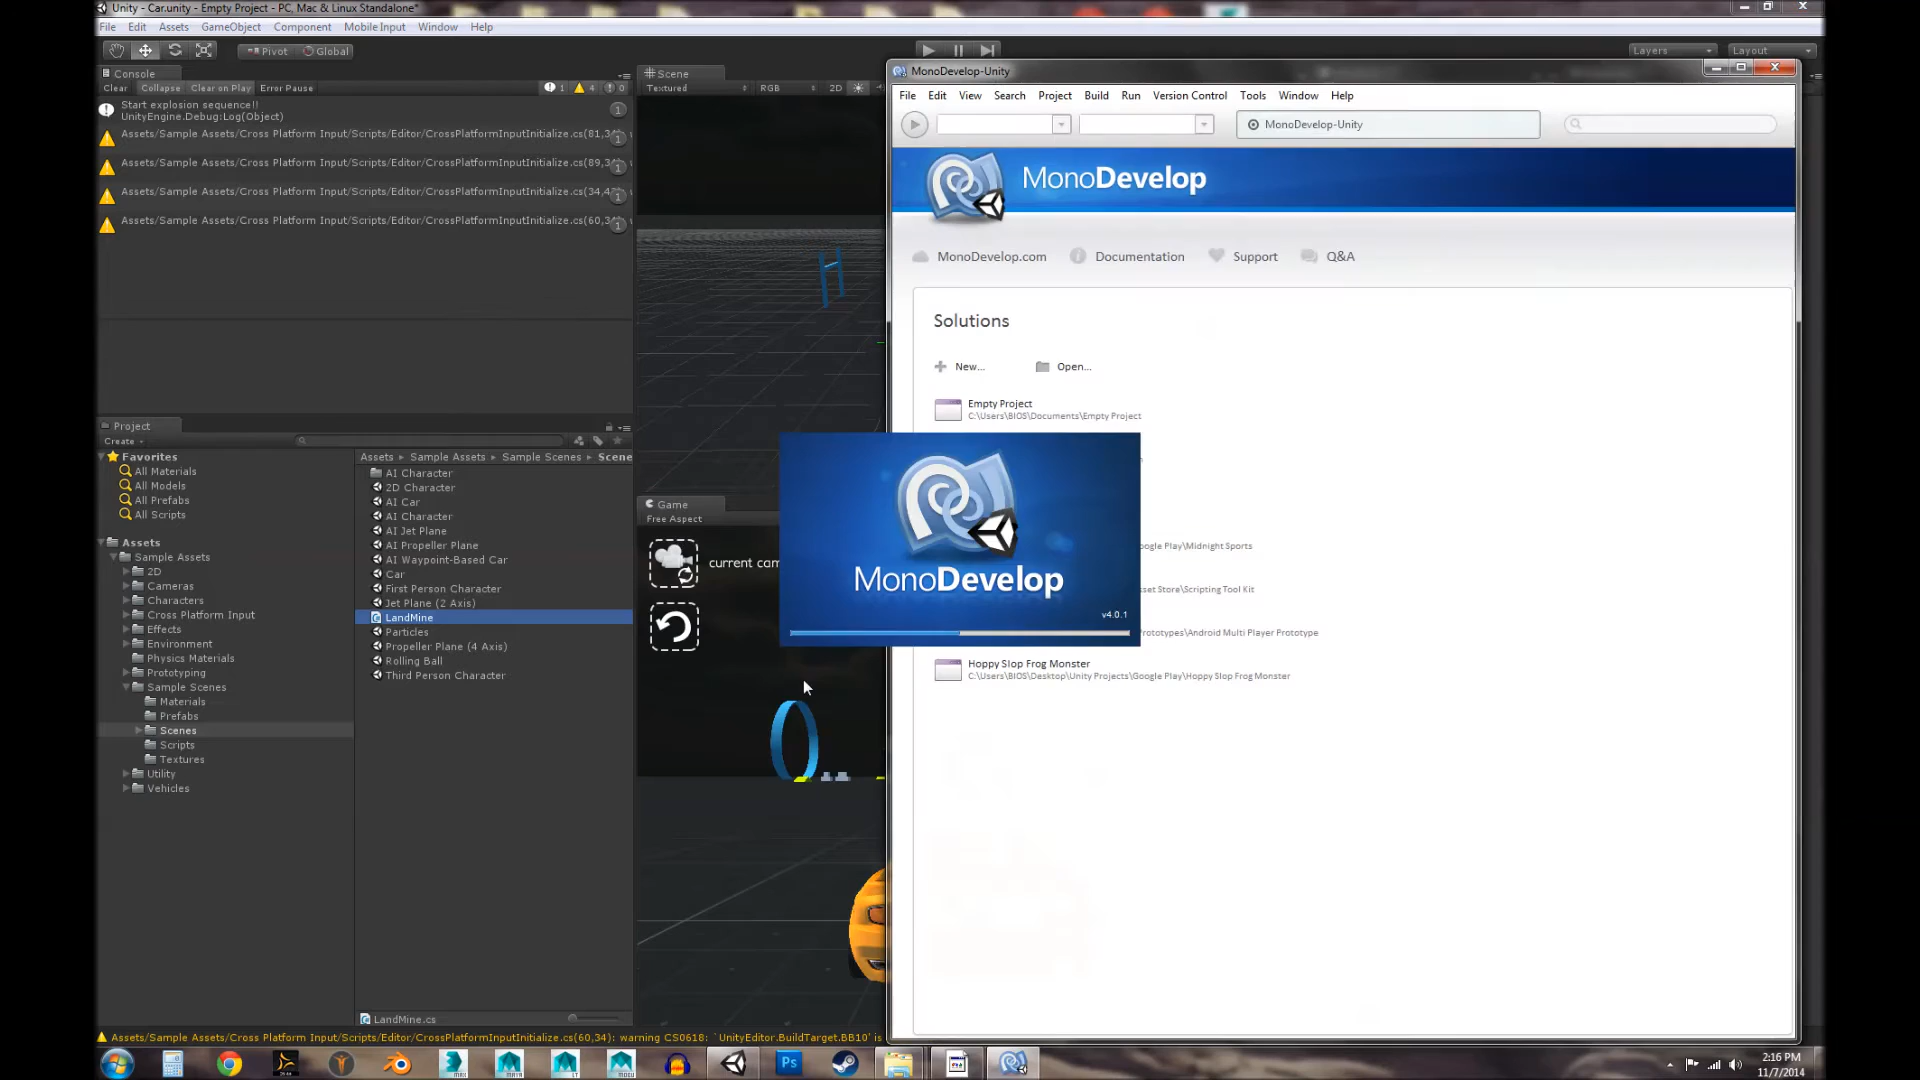 Unity - Car.unity - Empty Project - PC, Mac & Linux Standalone*
File Edit Assets GameObject Component Mobile Input Window Help
Pivot Global
Layers Layout
Console
Clear Collapse Clear on Play Error Pause 1 4 0
Start explosion sequence!!
UnityEngine.Debug:Log(Object)
1
Assets/Sample Assets/Cross Platform Input/Scripts/Editor/CrossPlatformInputInitialize.cs(81,34
1
Assets/Sample Assets/Cross Platform Input/Scripts/Editor/CrossPlatformInputInitialize.cs(89,34
1
Assets/Sample Assets/Cross Platform Input/Scripts/Editor/CrossPlatformInputInitialize.cs(34,4
1
Assets/Sample Assets/Cross Platform Input/Scripts/Editor/CrossPlatformInputInitialize.cs(60,34
1
Project
Create
Favorites
All Materials
All Models
All Prefabs
All Scripts
Assets
Sample Assets
2D
Cameras
Characters
Cross Platform Input
Effects
Environment
Physics Materials
Prototyping
Sample Scenes
Materials
Prefabs
Scenes
Scripts
Textures
Utility
Vehicles
Assets Sample Assets Sample Scenes Scene
AI Character
2D Character
AI Car
AI Character
AI Jet Plane
AI Propeller Plane
AI Waypoint-Based Car
Car
First Person Character
Jet Plane (2 Axis)
LandMine
Particles
Propeller Plane (4 Axis)
Rolling Ball
Third Person Character
LandMine.cs
Assets/Sample Assets/Cross Platform Input/Scripts/Editor/CrossPlatformInputInitialize.cs(60,34): warning CS0618: `UnityEditor.BuildTarget.BB10' is
Scene
Textured RGB 2D
Game
Free Aspect
current cam
MonoDevelop-Unity
File Edit View Search Project Build Run Version Control Tools Window Help
MonoDevelop-Unity
MonoDevelop
MonoDevelop.com Documentation Support Q&A
Solutions
New... Open...
Empty Project
C:\Users\BIOS\Documents\Empty Project
MonoDevelop
v4.0.1
oogle Play\Midnight Sports
sset Store\Scripting Tool Kit
rototypes\Android Multi Player Prototype
Hoppy Slop Frog Monster
C:\Users\BIOS\Desktop\Unity Projects\Google Play\Hoppy Slop Frog Monster
Ps
2:16 PM
11/7/2014